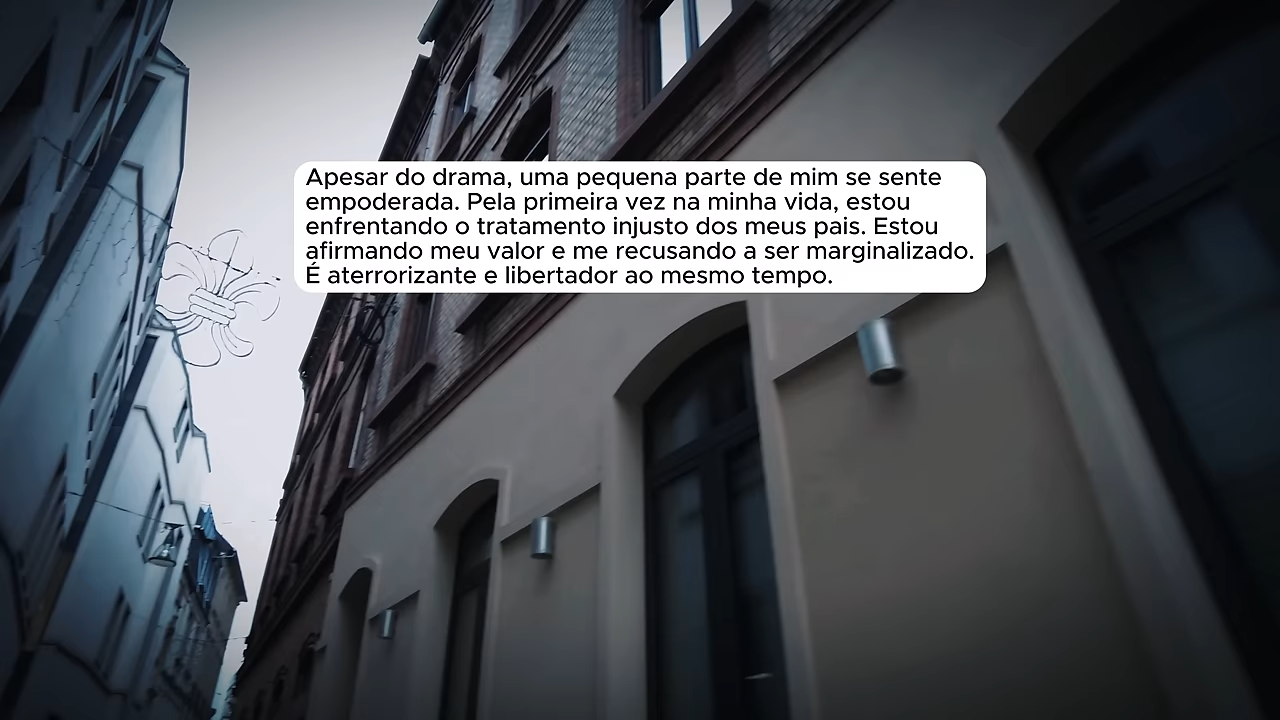 Apesar do drama, uma pequena parte de mim se sente
empoderada. Pela primeira vez na minha vida, estou
enfrentando o tratamento injusto dos meus pais. Estou
afirmando meu valor e me recusando a ser marginalizado.
É aterrorizante e libertador ao mesmo tempo.